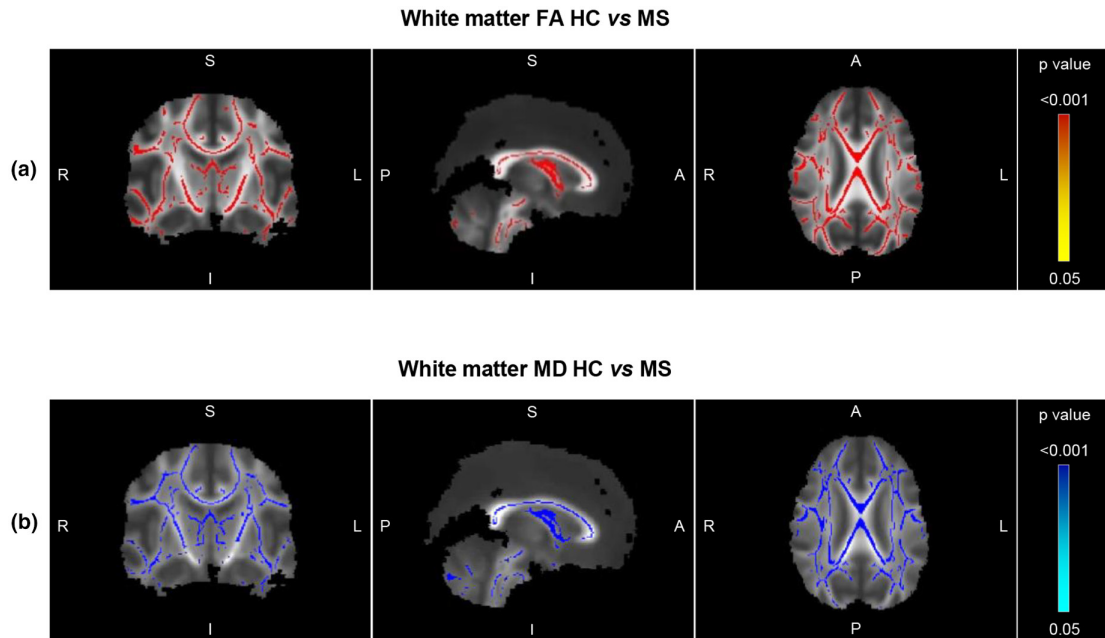 White matter FA HC vs MS
(a)
S
R
L
I
S
P
A
I
A
R
L
P
p value
<0.001
0.05
White matter MD HC vs MS
(b)
S
R
L
I
S
P
A
I
A
R
L
P
p value
<0.001
0.05